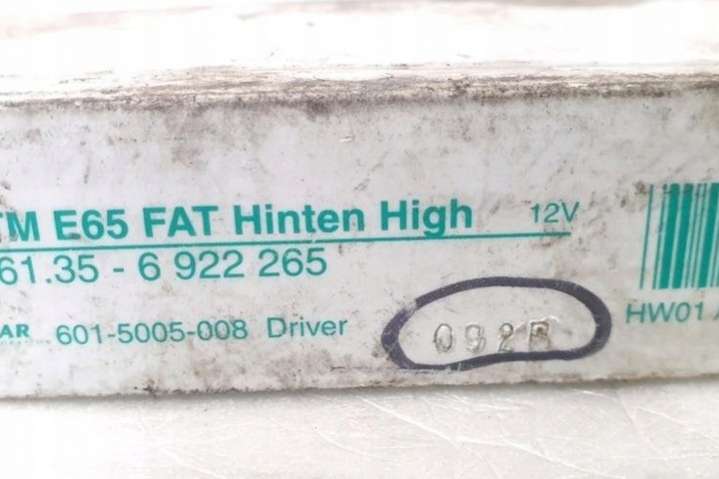 TM E65 FAT Hinten High 12V
61.35 - 6 922 265
AR 601-5005-008 Driver 092B HW01